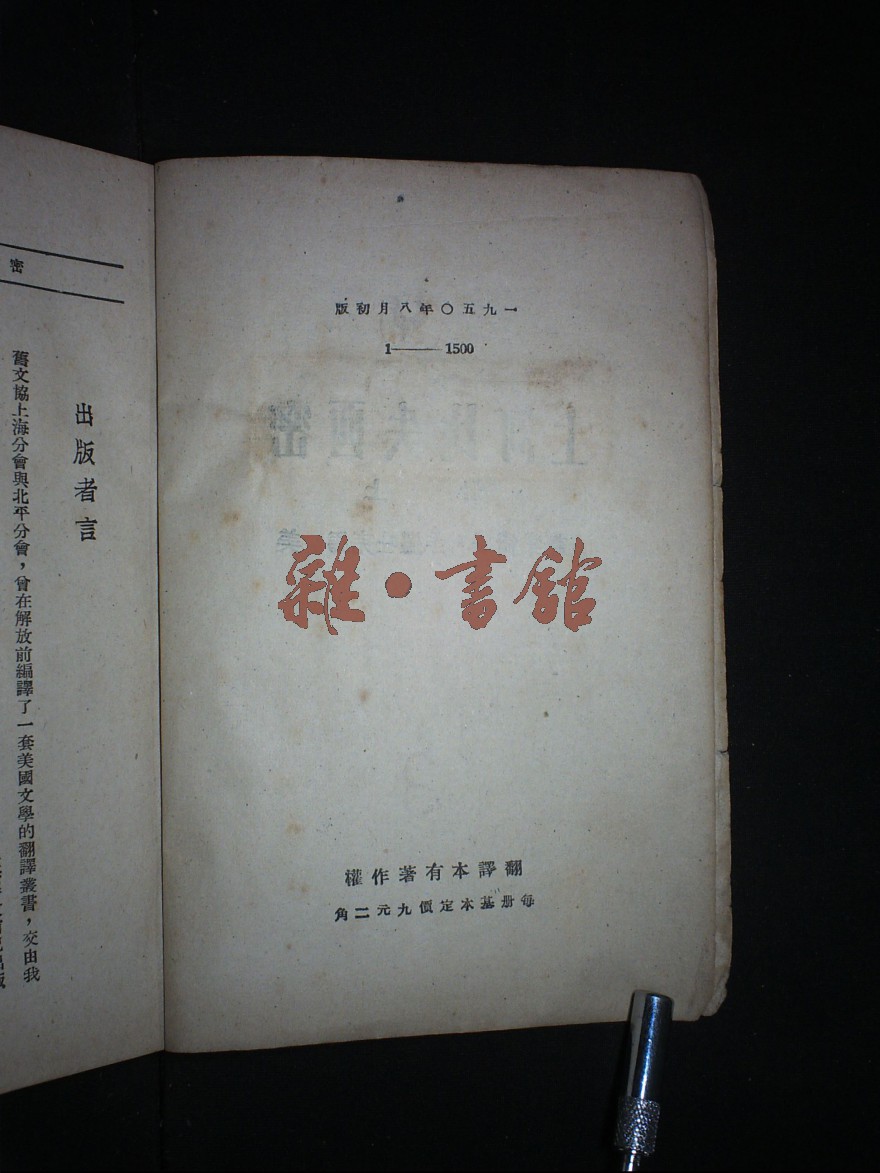 一九五〇年八月初版
1——1500
雜·書館
翻譯本有著作權
每册基本定價九元二角
密
出版者言
舊文協上海分會與北平分會，曾在解放前編譯了一套美國文學的翻譯叢書，交由我